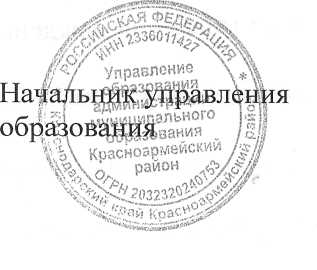 РОССИЙСКАЯ ФЕДЕРАЦИЯ *
ИНН 2336011427
Управление
образования
администрации
муниципального
образования
Красноармейский
район
ОГРН 2032320240753
Краснодарский край Красноармейский район
Начальник управления
образования